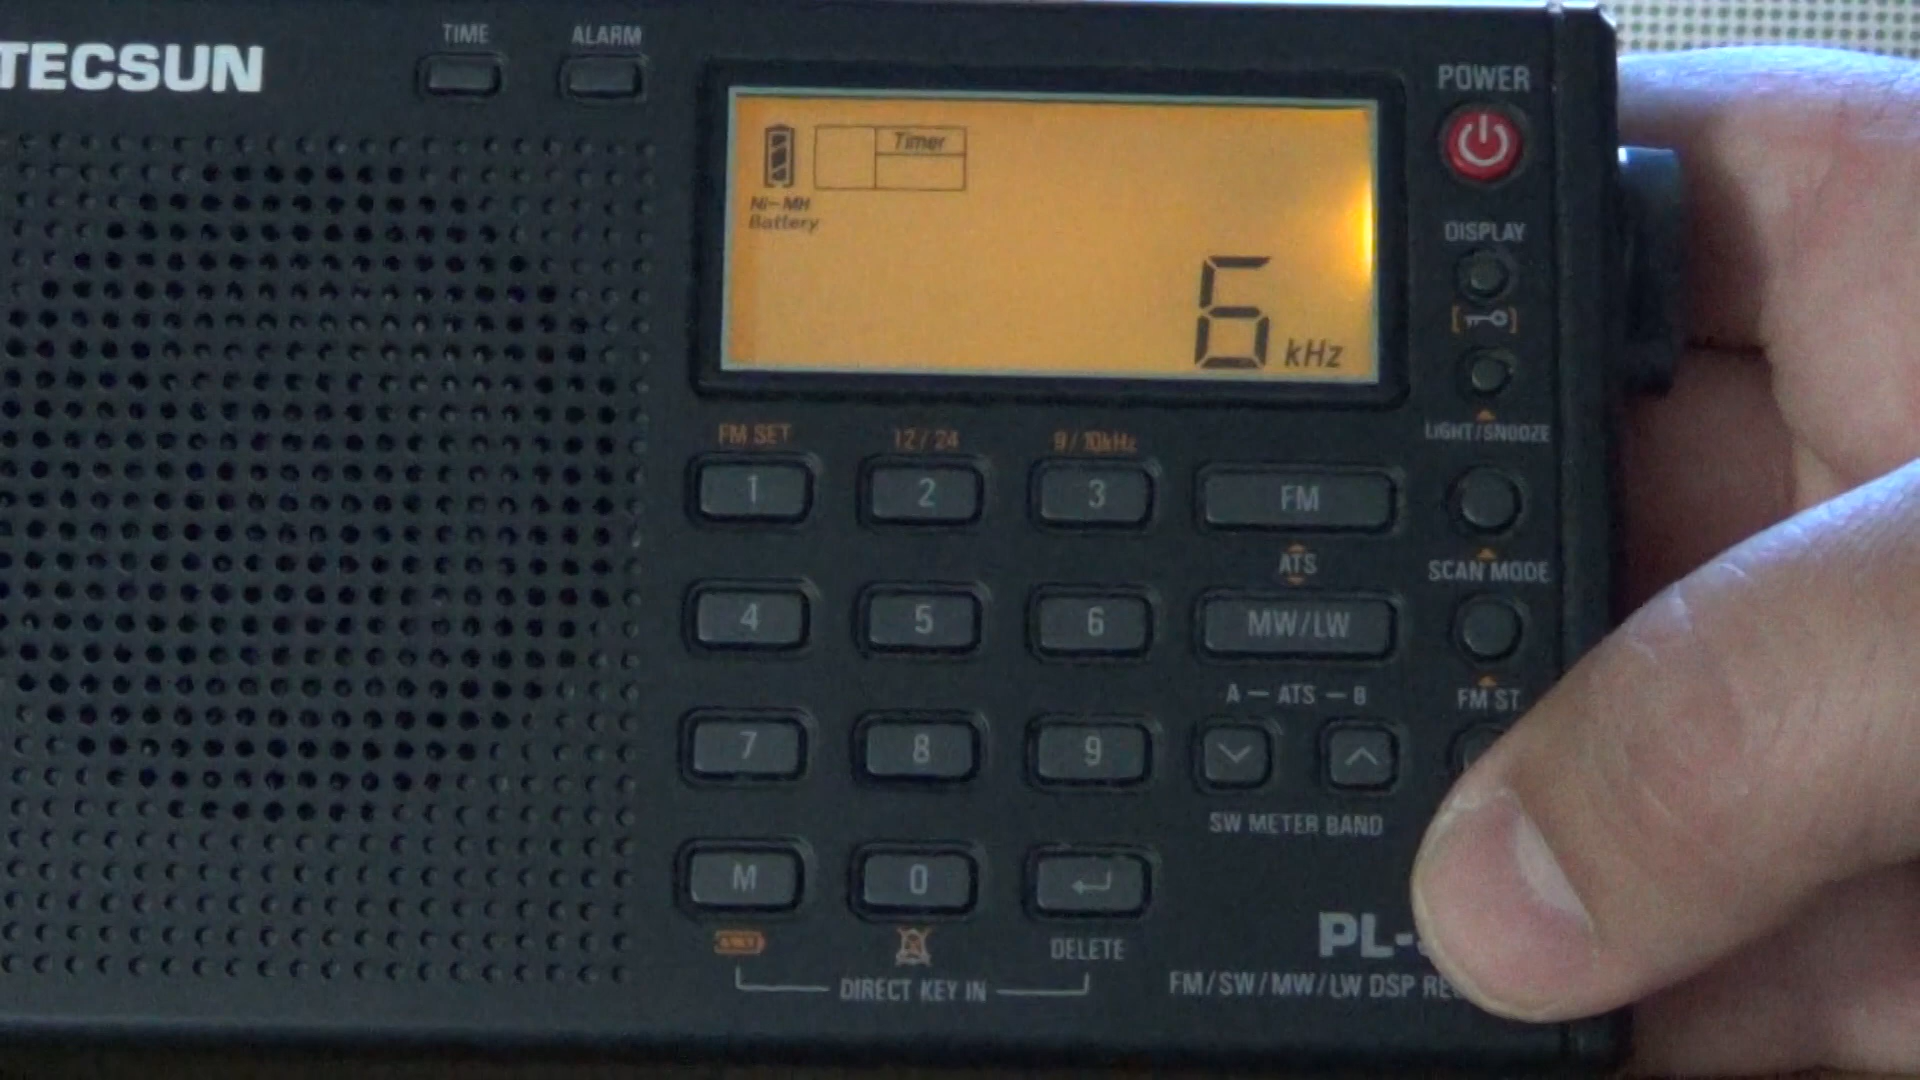 TECSUN
TIME
ALARM
POWER
Timer
Ni-MH
Battery
6 kHz
DISPLAY
LIGHT/SNOOZE
FM SET
12/24
9/10kHz
1
2
3
FM
ATS
SCAN MODE
4
5
6
MW/LW
A — ATS — B
FM ST.
7
8
9
SW METER BAND
M
0
DELETE
PL-
DIRECT KEY IN
FM/SW/MW/LW DSP